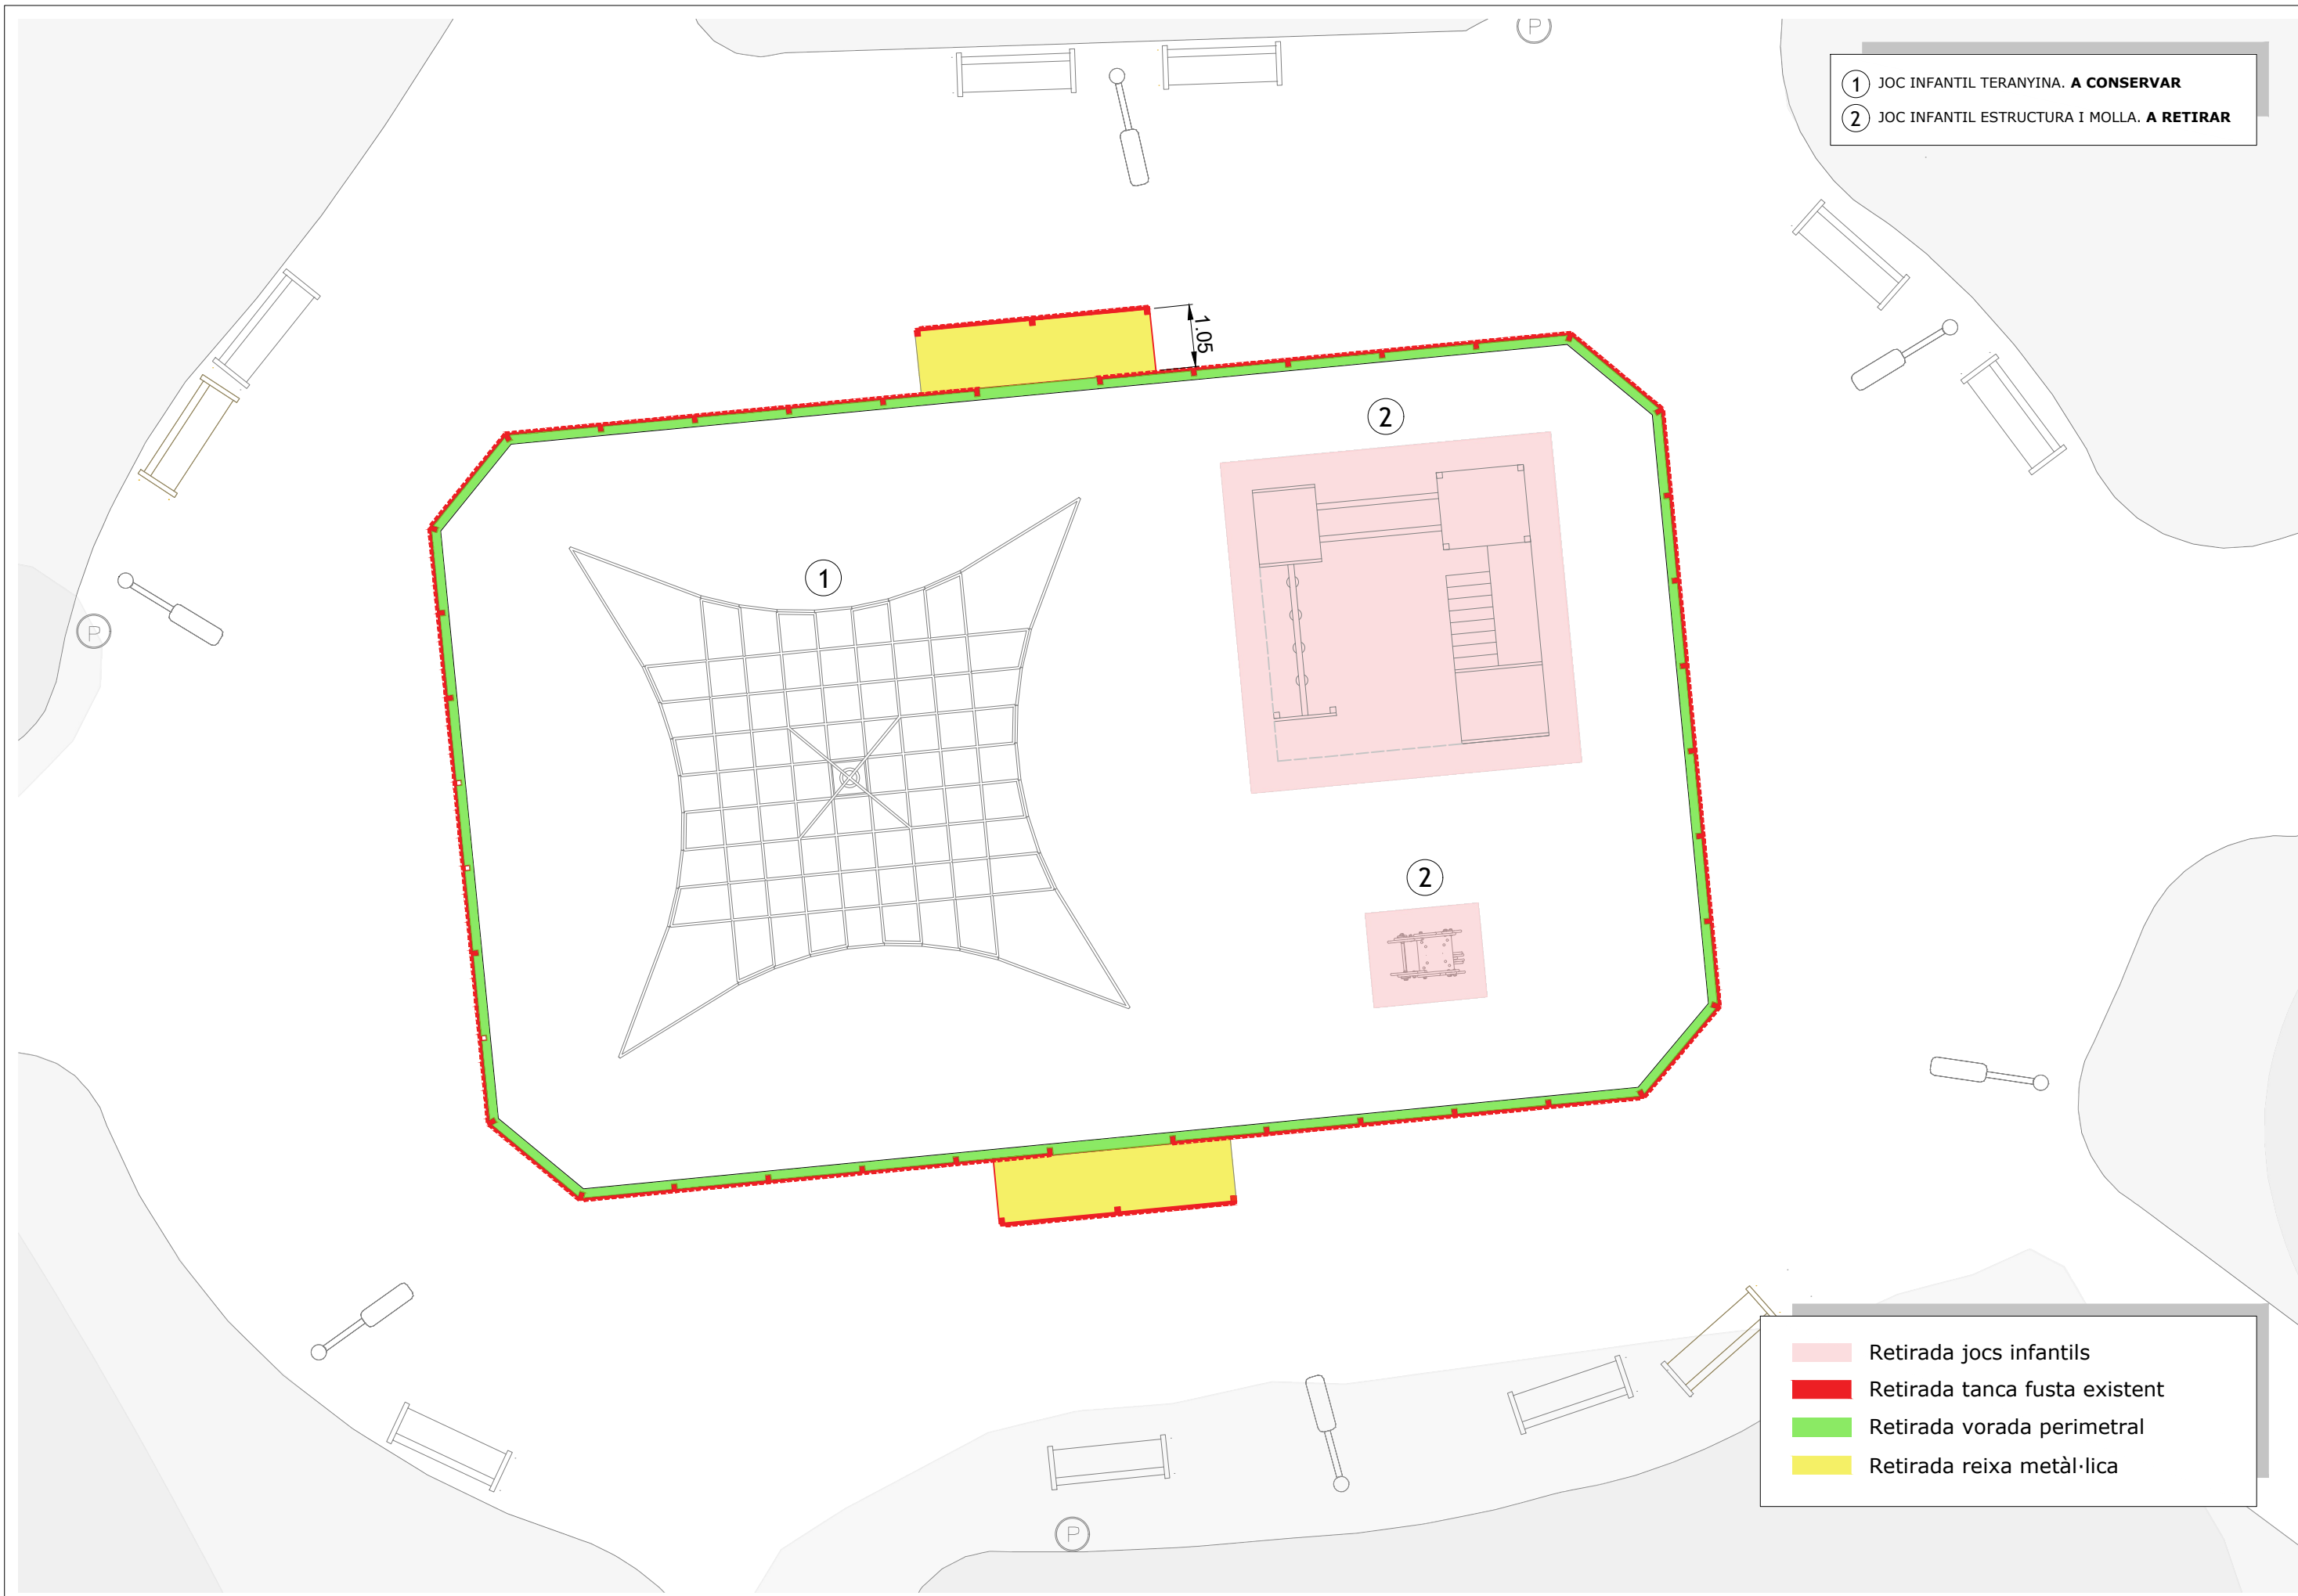 P
1 JOC INFANTIL TERANYINA. A CONSERVAR
2 JOC INFANTIL ESTRUCTURA I MOLLA. A RETIRAR
1.05
2
1
P
2
Retirada jocs infantils
Retirada tanca fusta existent
Retirada vorada perimetral
Retirada reixa metàl·lica
P